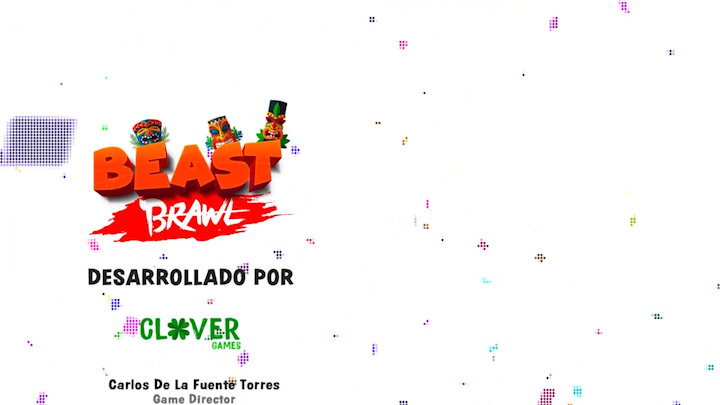 BEAST
BRAWL
DESARROLLADO POR
CLOVER
GAMES
Carlos De La Fuente Torres
Game Director